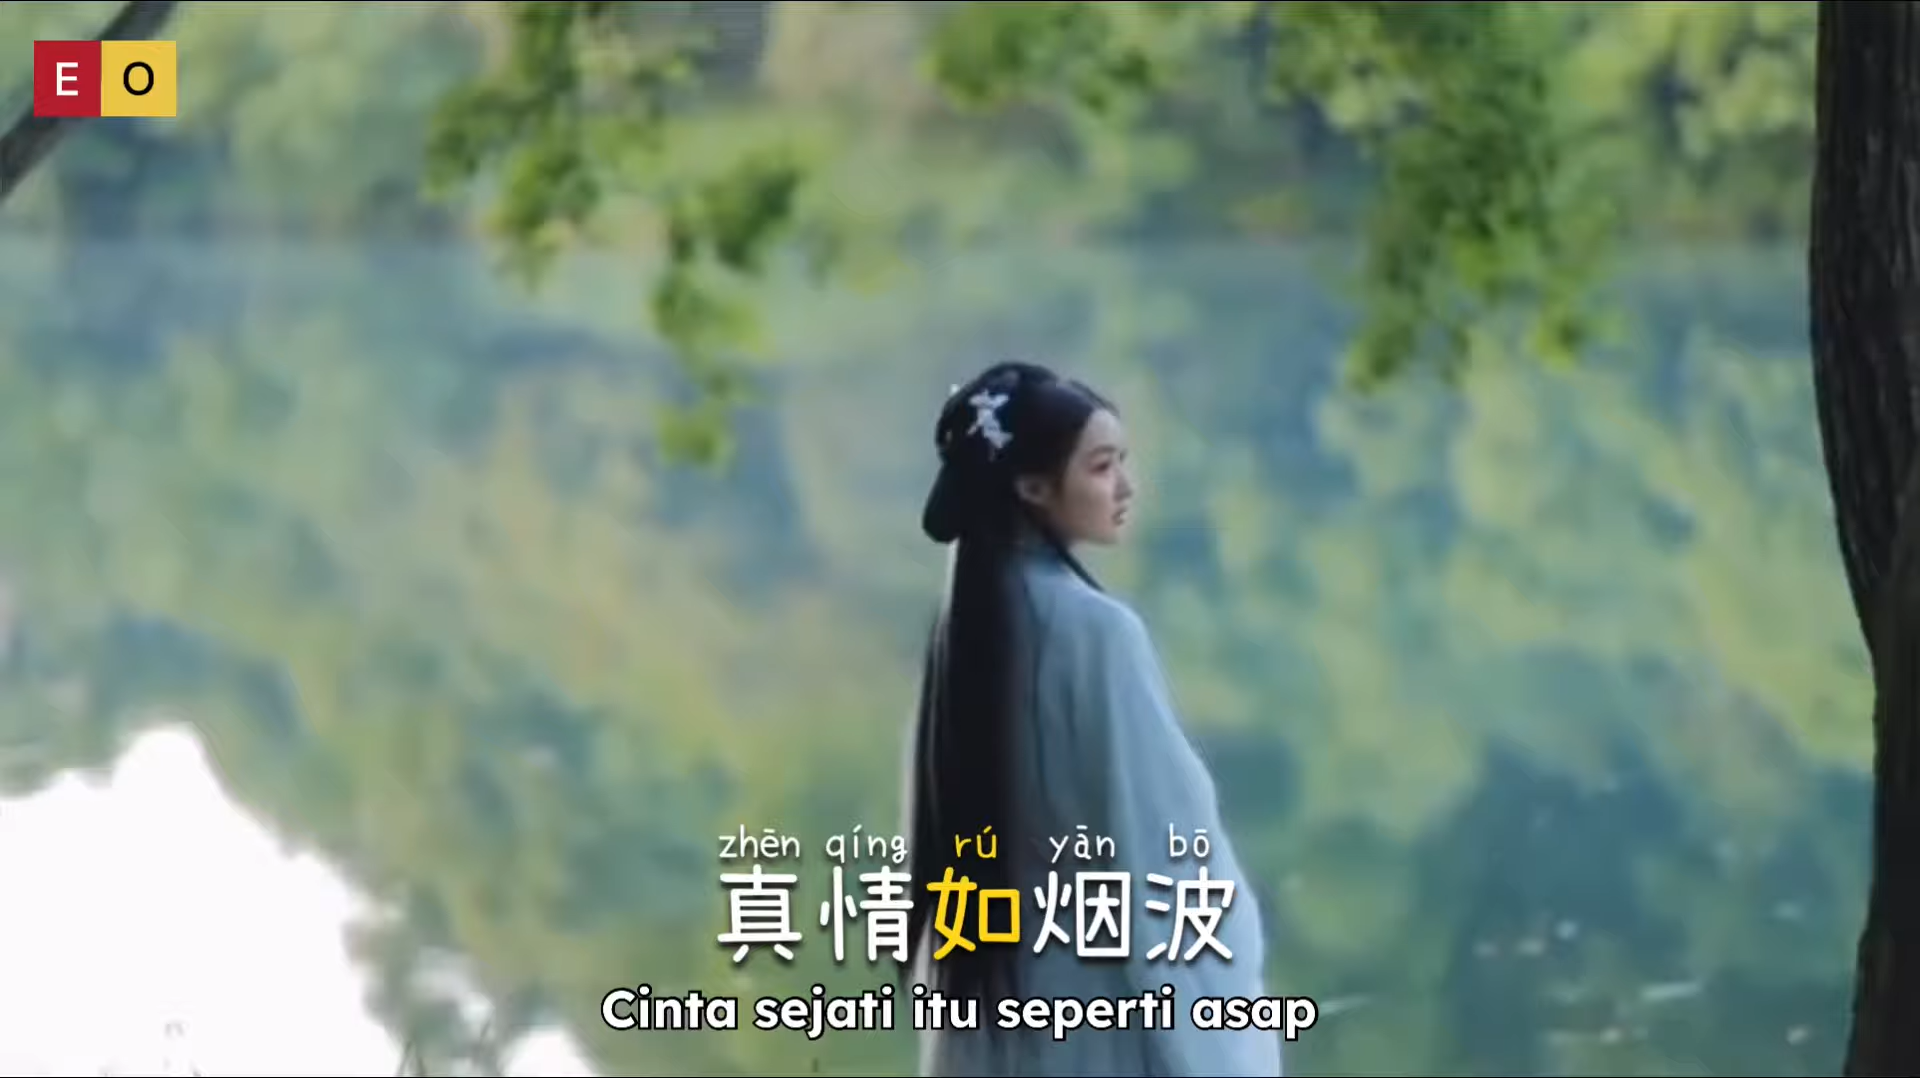 E O
zhēn qíng rú yān bō
真情如烟波
Cinta sejati itu seperti asap